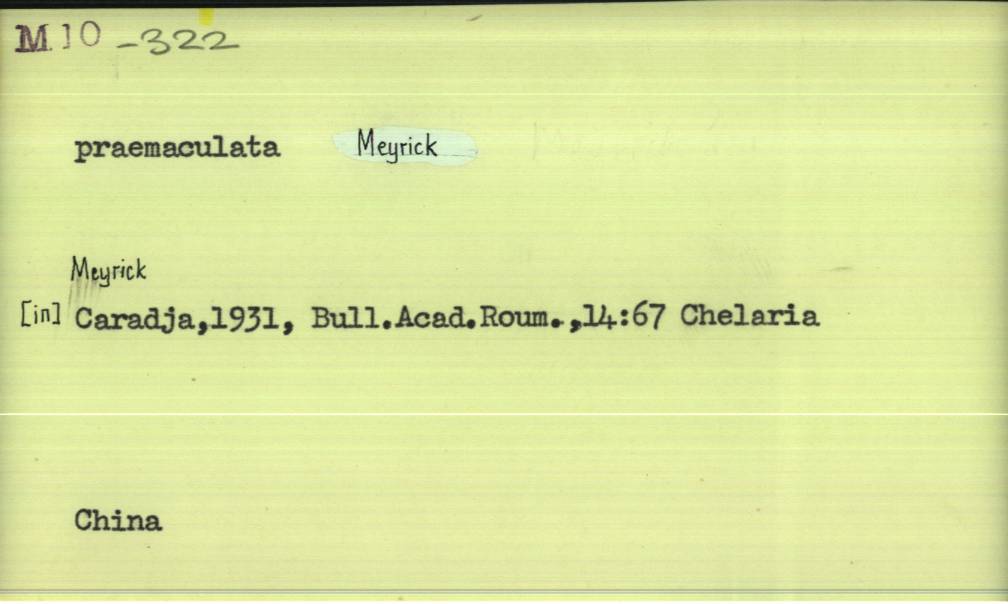 M 10 -322
praemaculata Meyrick
Meyrick
[in] Caradja,1931, Bull.Acad.Roum.,14:67 Chelaria
China